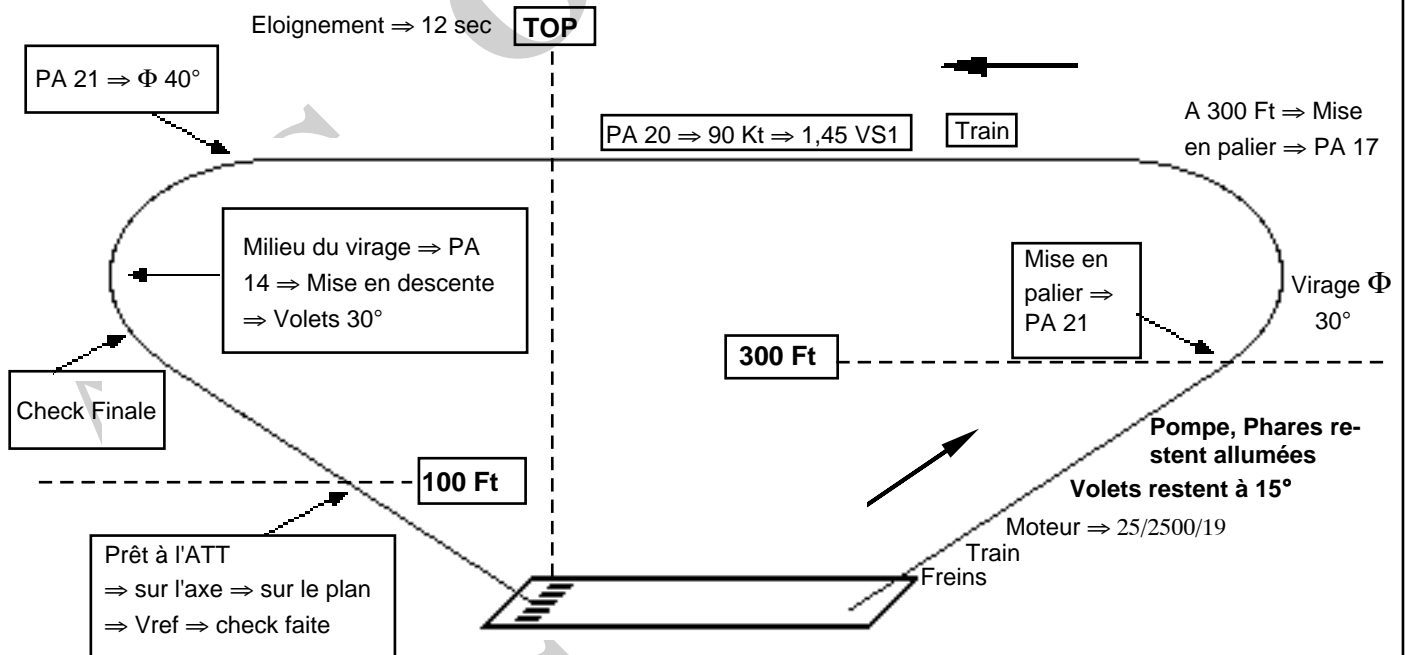 Eloignement ⇒ 12 sec
TOP
PA 21 ⇒ Φ 40°
PA 20 ⇒ 90 Kt ⇒ 1,45 VS1
Train
A 300 Ft ⇒ Mise
en palier ⇒ PA 17
Milieu du virage ⇒ PA
14 ⇒ Mise en descente
⇒ Volets 30°
Mise en
palier ⇒
PA 21
Virage Φ
30°
300 Ft
Check Finale
Pompe, Phares re-
stent allumées
Volets restent à 15°
100 Ft
Moteur ⇒ 25/2500/19
Train
Freins
Prêt à l'ATT
⇒ sur l'axe ⇒ sur le plan
⇒ Vref ⇒ check faite